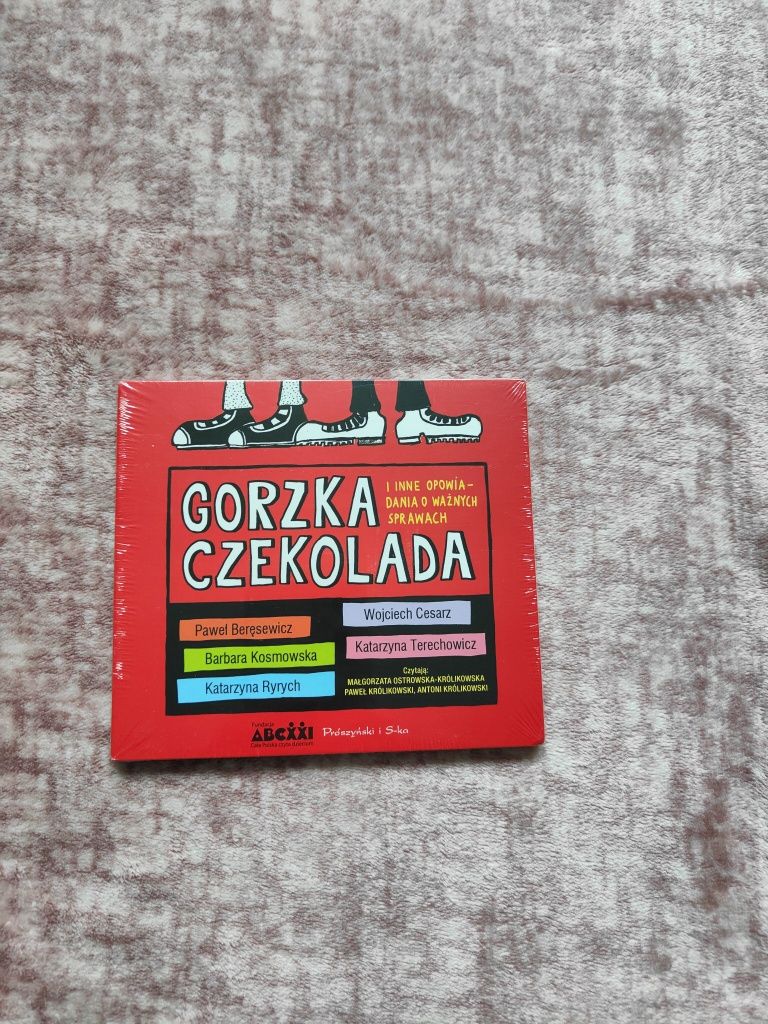 GORZKA
CZEKOLADA
I INNE OPOWIA-
DANIA O WAŻNYCH
SPRAWACH
Paweł Beręsewicz
Barbara Kosmowska
Katarzyna Ryrych
Wojciech Cesarz
Katarzyna Terechowicz
Czytają:
MAŁGORZATA OSTROWSKA-KRÓLIKOWSKA
PAWEŁ KRÓLIKOWSKI, ANTONI KRÓLIKOWSKI
Fundacja
ABCXXI
Cała Polska czyta dzieciom
Prószyński i S-ka